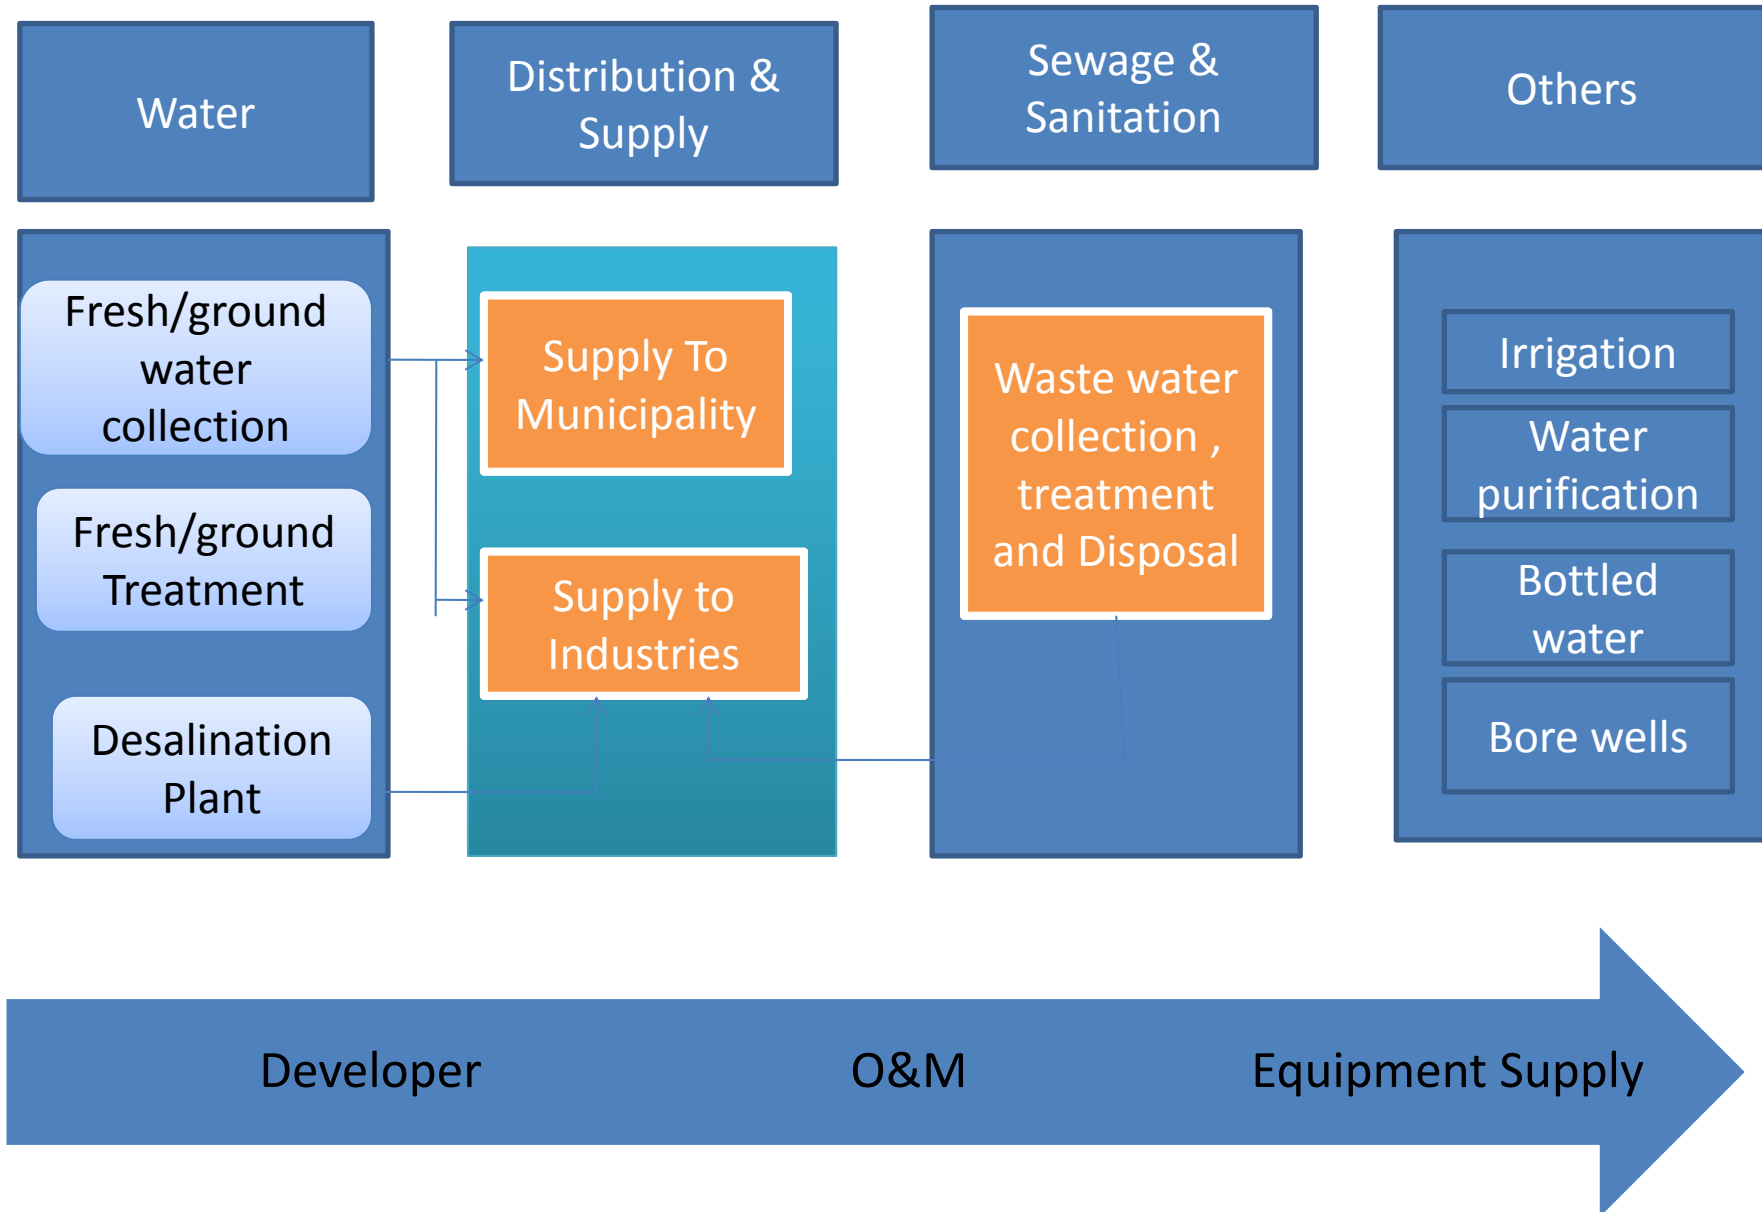 Water
Distribution &
Supply
Sewage &
Sanitation
Others
Fresh/ground
water
collection
Fresh/ground
Treatment
Desalination
Plant
Supply To
Municipality
Supply to
Industries
Waste water
collection ,
treatment
and Disposal
Irrigation
Water
purification
Bottled
water
Bore wells
Developer
O&M
Equipment Supply